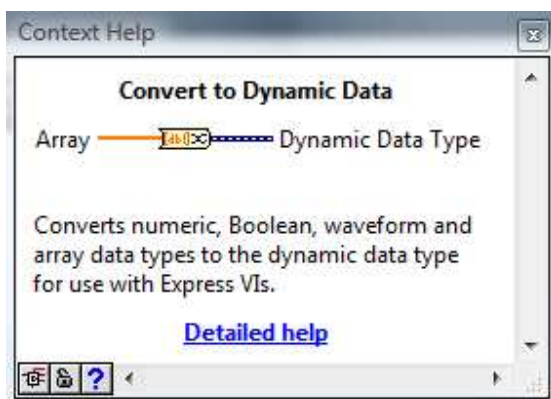 Context Help
Convert to Dynamic Data
Array
Dynamic Data Type
Converts numeric, Boolean, waveform and
array data types to the dynamic data type
for use with Express VIs.
Detailed help
?